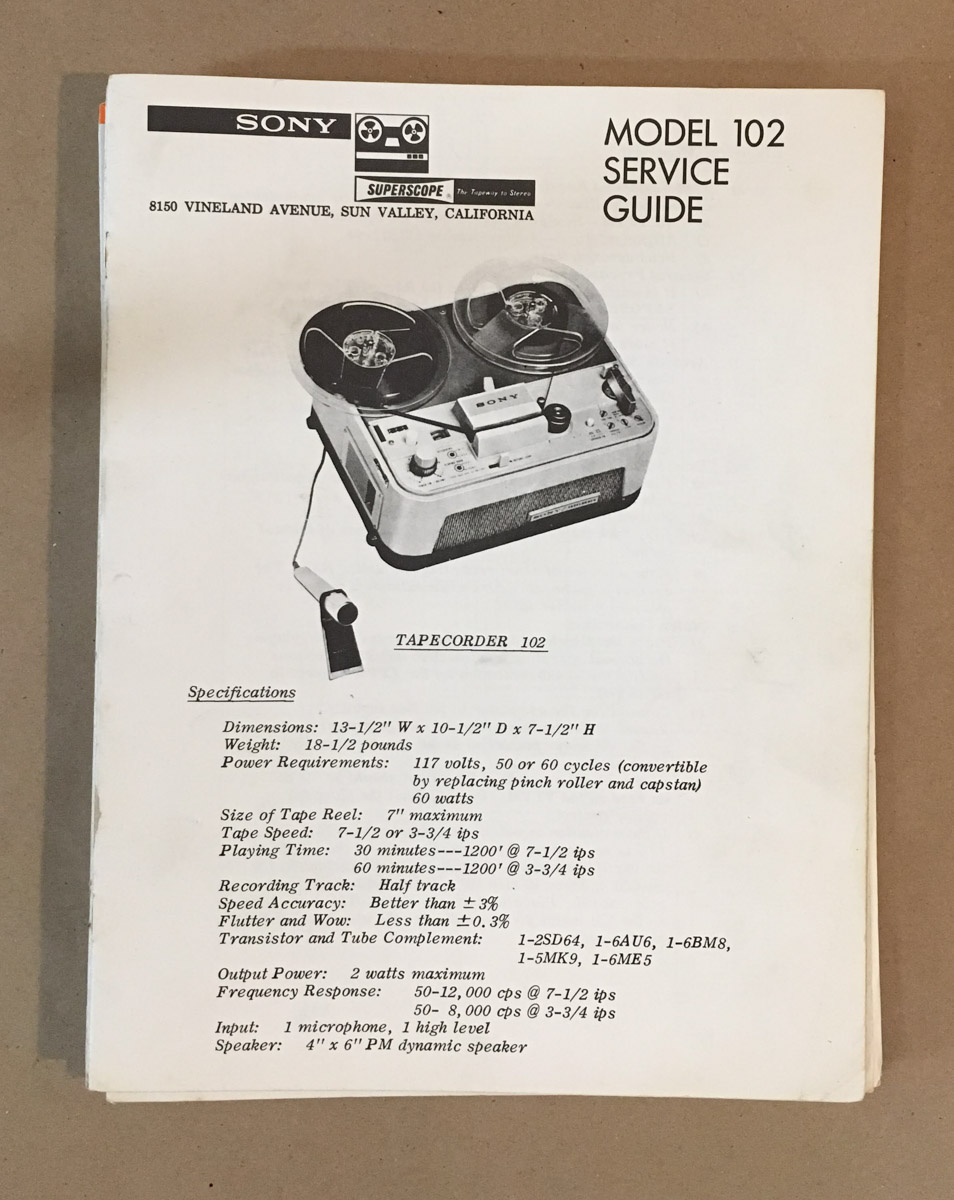 SONY
SUPERSCOPE ® The Tapeway to Stereo
8150 VINELAND AVENUE, SUN VALLEY, CALIFORNIA
MODEL 102
SERVICE
GUIDE
SONY
TAPECORDER 102
Specifications
Dimensions: 13-1/2" W x 10-1/2" D x 7-1/2" H
Weight: 18-1/2 pounds
Power Requirements: 117 volts, 50 or 60 cycles (convertible
by replacing pinch roller and capstan)
60 watts
Size of Tape Reel: 7" maximum
Tape Speed: 7-1/2 or 3-3/4 ips
Playing Time: 30 minutes---1200' @ 7-1/2 ips
60 minutes---1200' @ 3-3/4 ips
Recording Track: Half track
Speed Accuracy: Better than ±3%
Flutter and Wow: Less than ±0.3%
Transistor and Tube Complement: 1-2SD64, 1-6AU6, 1-6BM8,
1-5MK9, 1-6ME5
Output Power: 2 watts maximum
Frequency Response: 50-12,000 cps @ 7-1/2 ips
50- 8,000 cps @ 3-3/4 ips
Input: 1 microphone, 1 high level
Speaker: 4" x 6" PM dynamic speaker